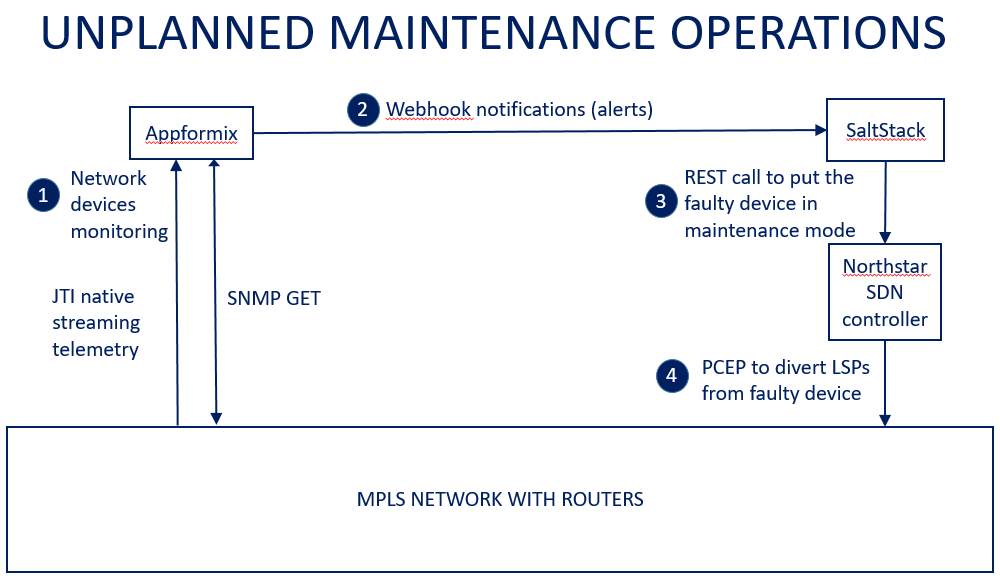 UNPLANNED MAINTENANCE OPERATIONS
2 Webhook notifications (alerts)
Appformix
SaltStack
1 Network
devices
monitoring
3 REST call to put the
faulty device in
maintenance mode
JTI native
streaming
telemetry
SNMP GET
Northstar
SDN
controller
4 PCEP to divert LSPs
from faulty device
MPLS NETWORK WITH ROUTERS